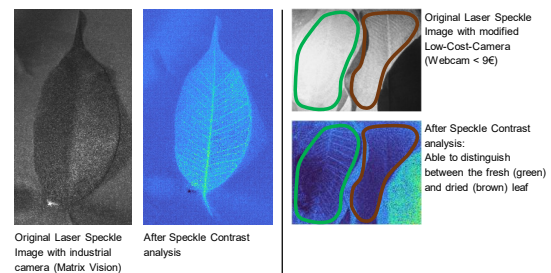 Original Laser Speckle
Image with industrial
camera (Matrix Vision)
After Speckle Contrast
analysis
Original Laser Speckle
Image with modified
Low-Cost-Camera
(Webcam < 9€)
After Speckle Contrast
analysis:
Able to distinguish
between the fresh (green)
and dried (brown) leaf